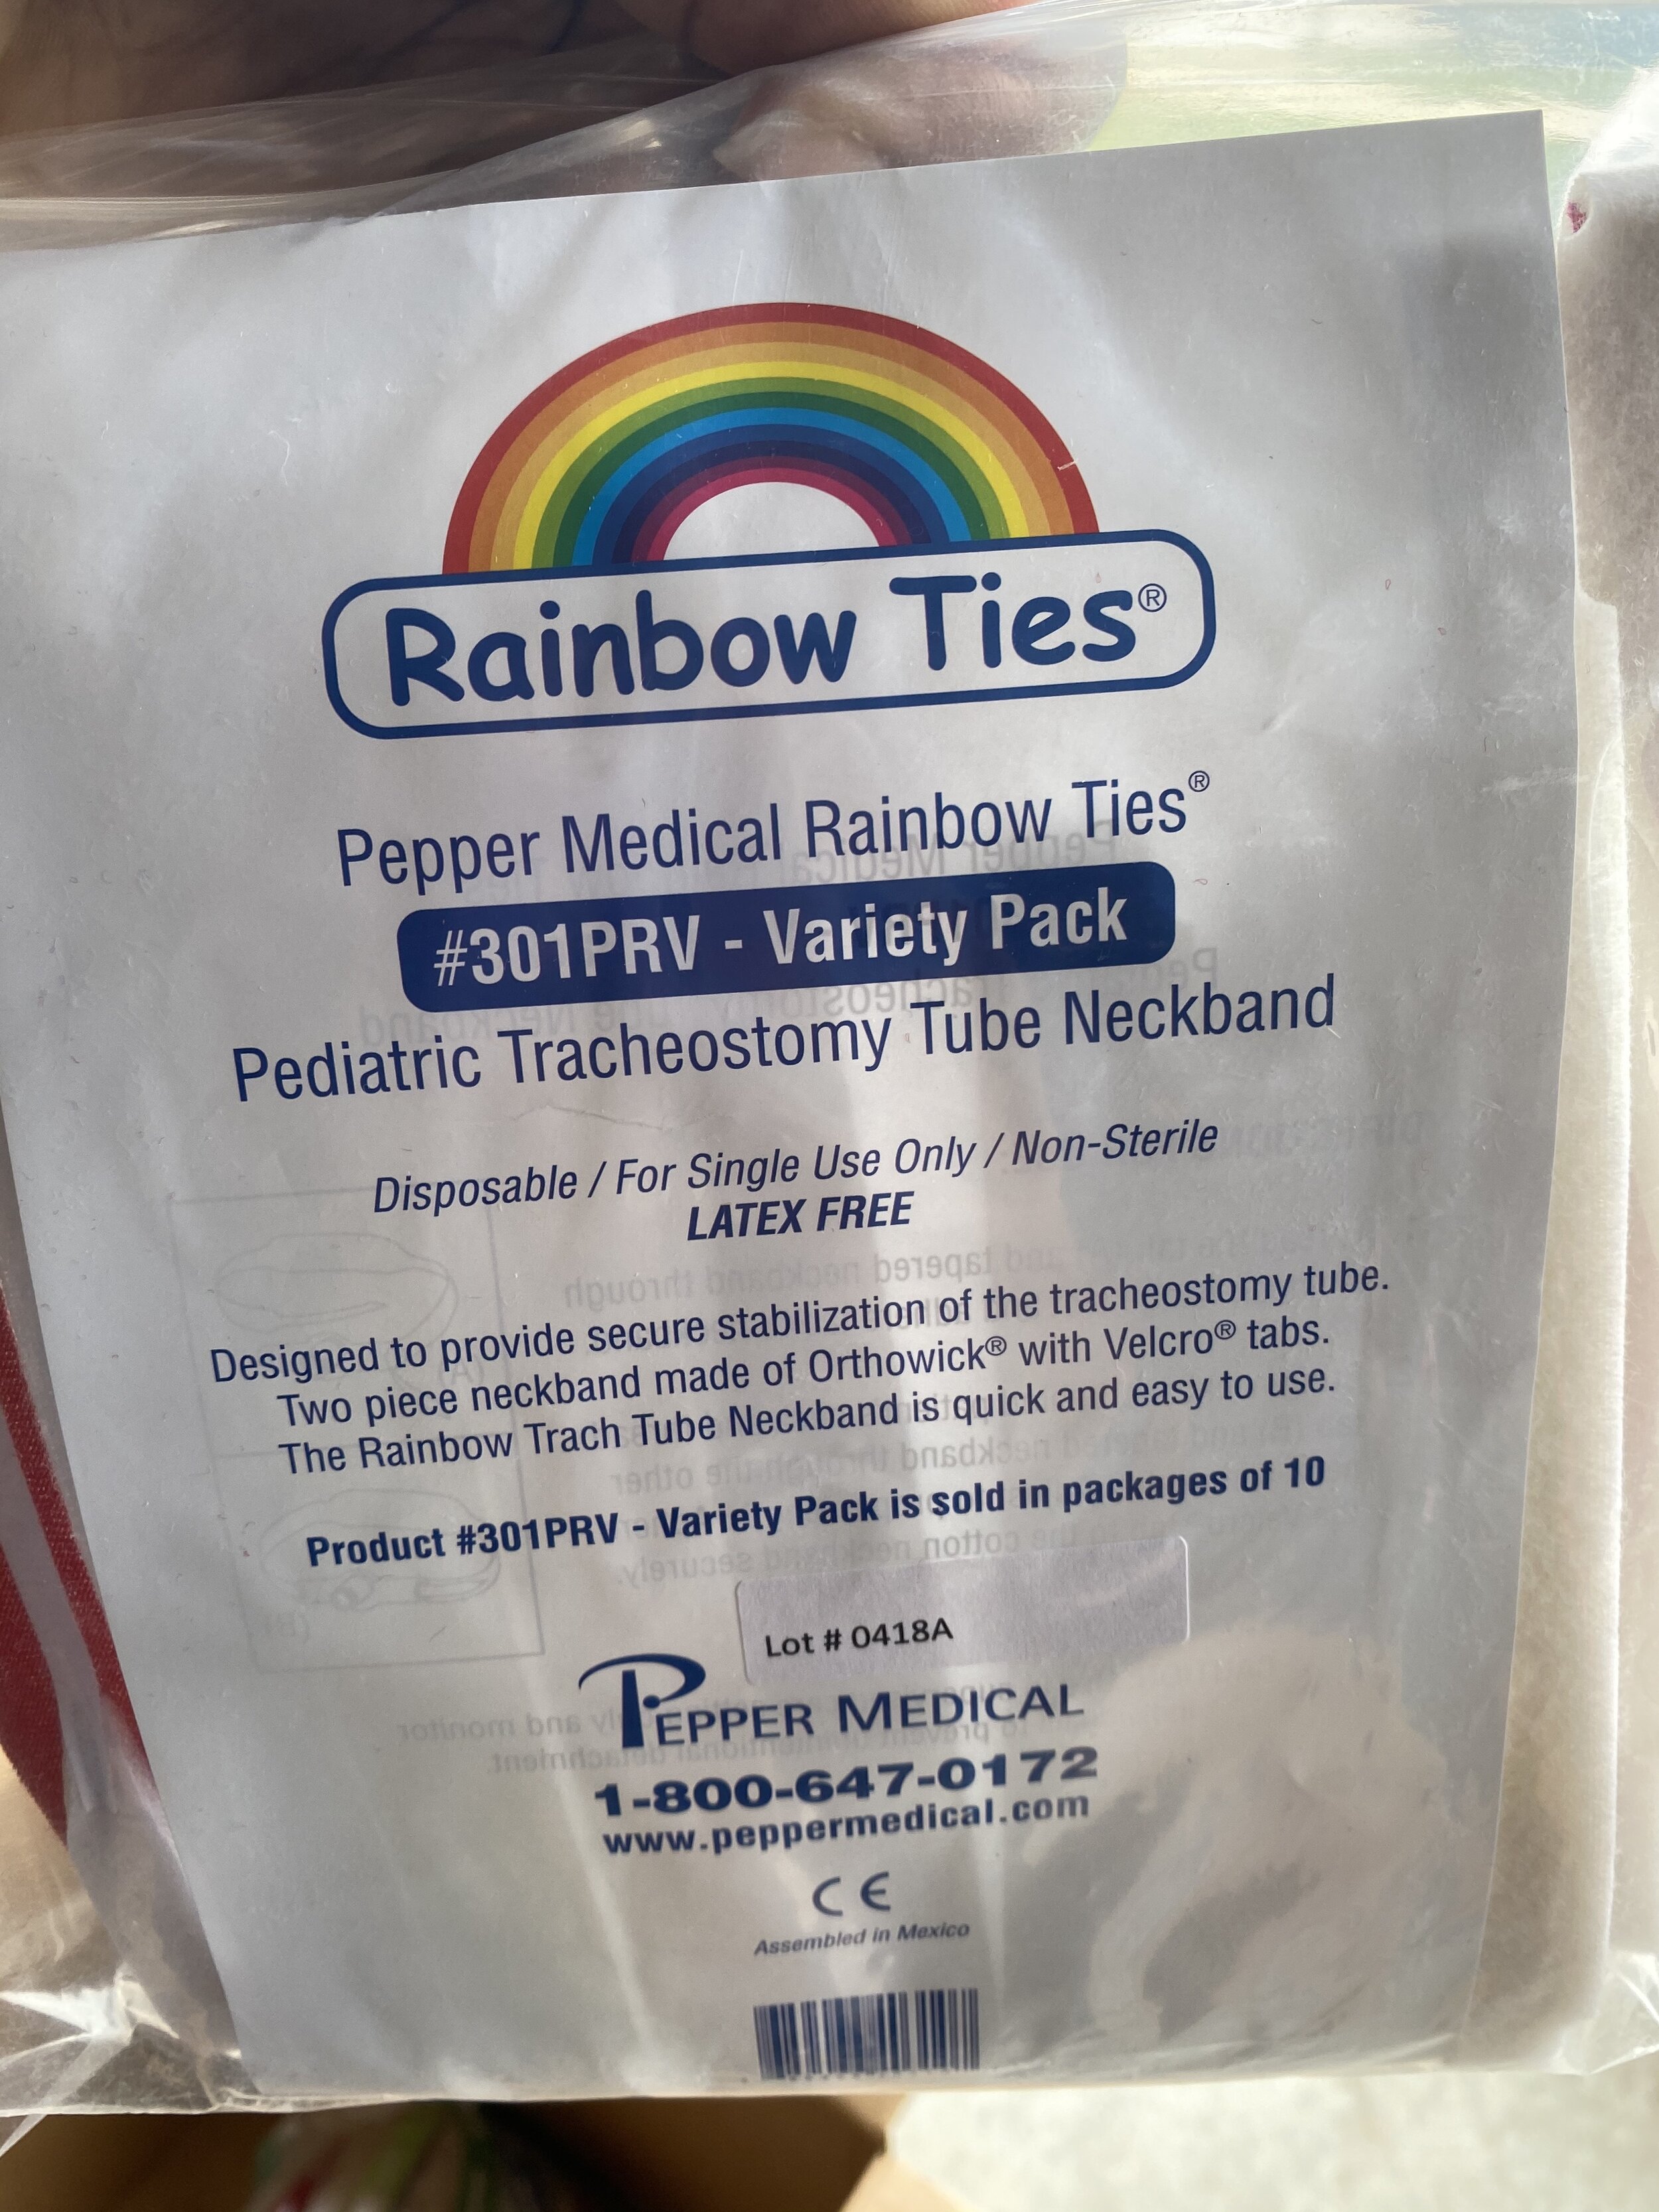 Rainbow Ties®
Pepper Medical Rainbow Ties®
#301PRV - Variety Pack
Pediatric Tracheostomy Tube Neckband
Disposable / For Single Use Only / Non-Sterile
LATEX FREE
Designed to provide secure stabilization of the tracheostomy tube.
Two piece neckband made of Orthowick® with Velcro® tabs.
The Rainbow Trach Tube Neckband is quick and easy to use.
Product #301PRV - Variety Pack is sold in packages of 10
Lot # 0418A
PEPPER MEDICAL
1-800-647-0172
www.peppermedical.com
CE
Assembled in Mexico